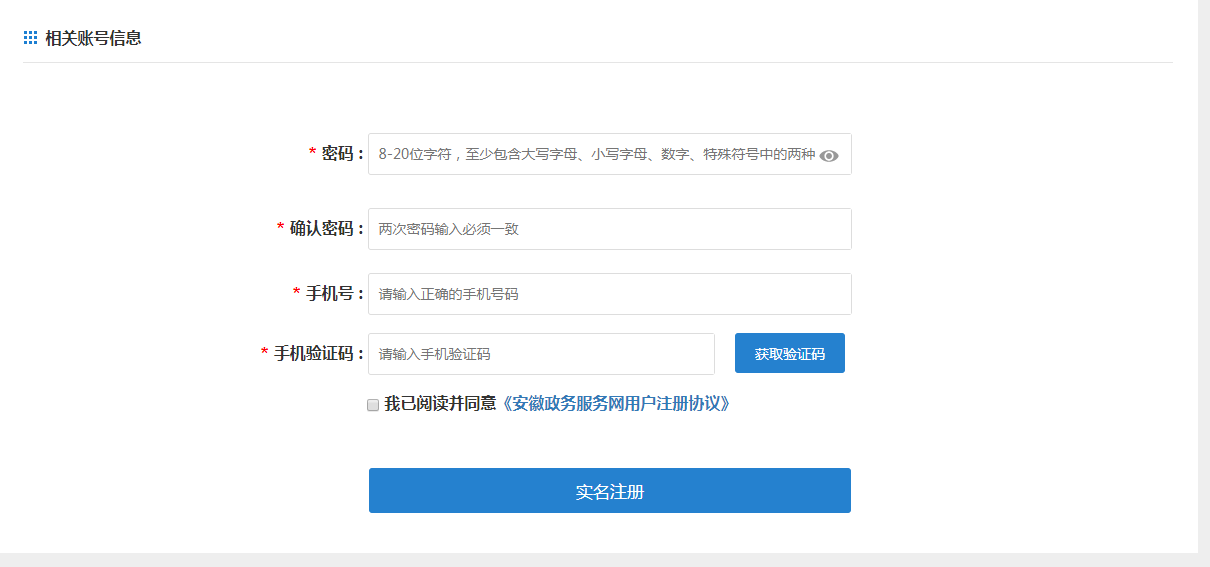 相关账号信息
* 密码： 8-20位字符，至少包含大写字母、小写字母、数字、特殊符号中的两种
* 确认密码： 两次密码输入必须一致
* 手机号： 请输入正确的手机号码
* 手机验证码： 请输入手机验证码 获取验证码
我已阅读并同意《安徽政务服务网用户注册协议》
实名注册